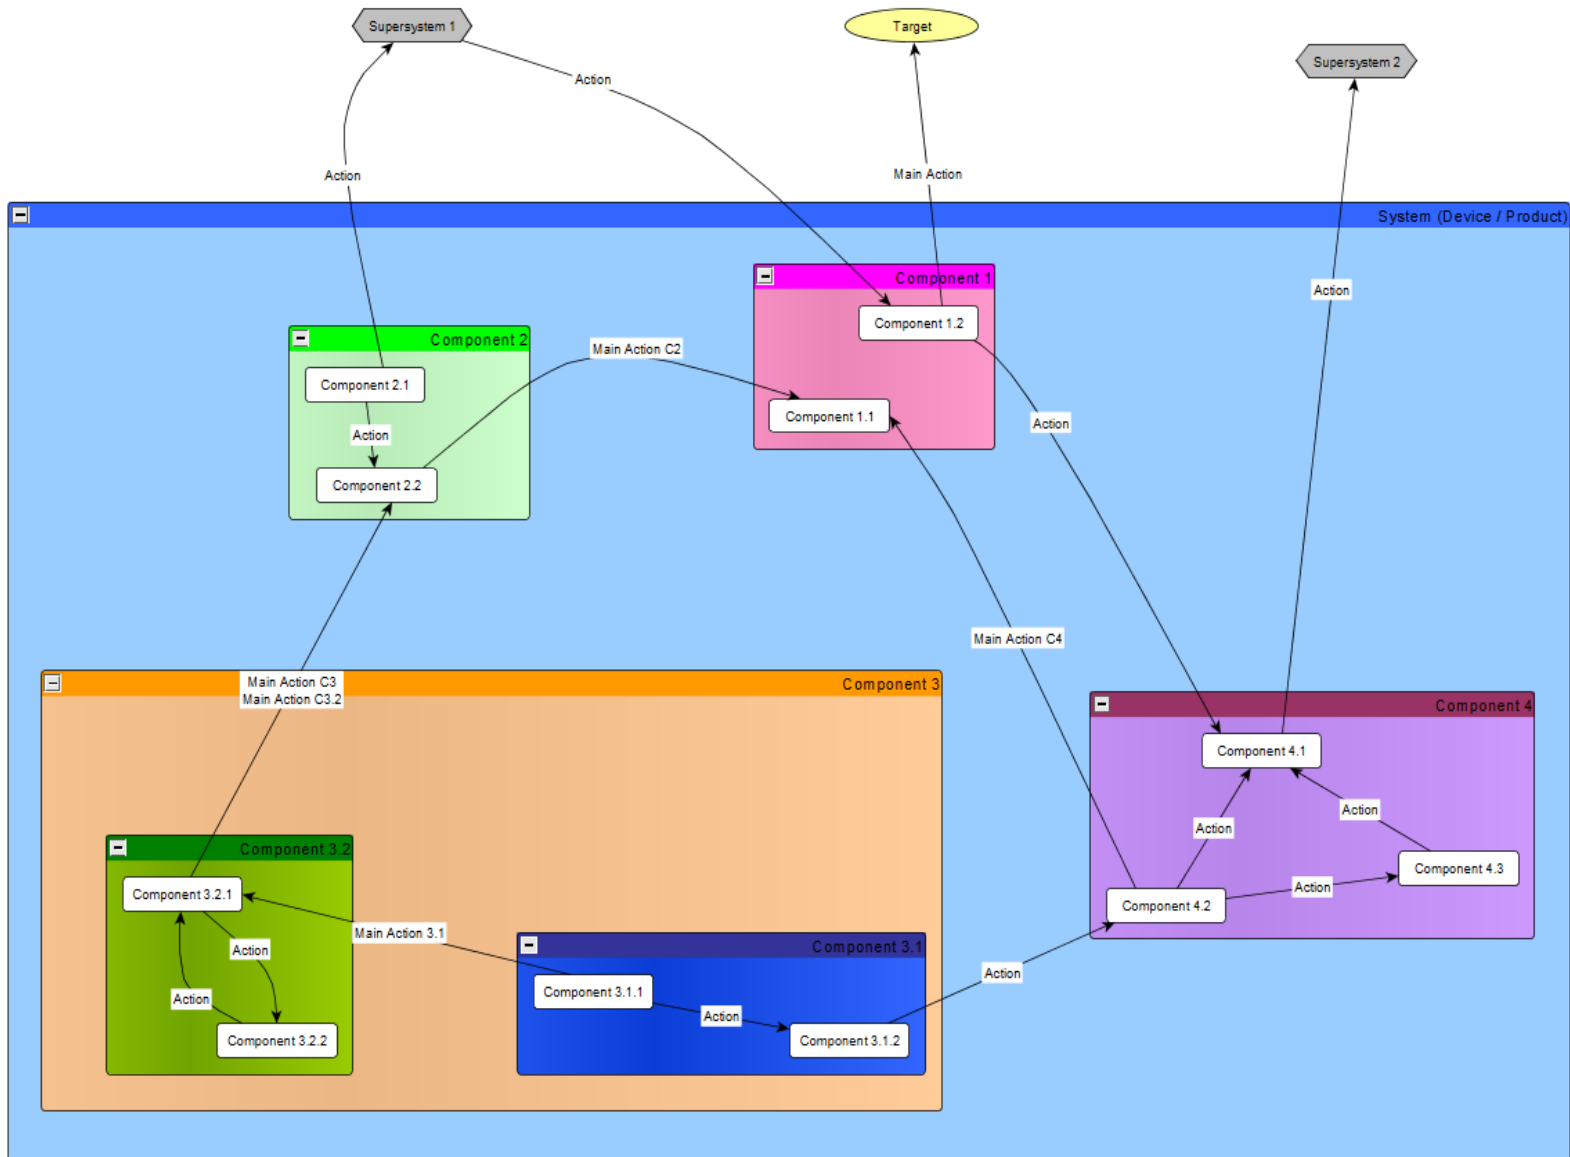 Supersystem 1
Target
Supersystem 2
Action
Action
Main Action
System (Device / Product)
Component 1
Action
Component 1.2
Component 2
Main Action C2
Component 2.1
Component 1.1
Action
Action
Component 2.2
Main Action C4
Main Action C3
Main Action C3.2
Component 3
Component 4
Component 4.1
Action
Action
Component 3.2
Component 4.3
Component 3.2.1
Action
Component 4.2
Main Action 3.1
Component 3.1
Action
Action
Component 3.1.1
Action
Action
Component 3.2.2
Component 3.1.2